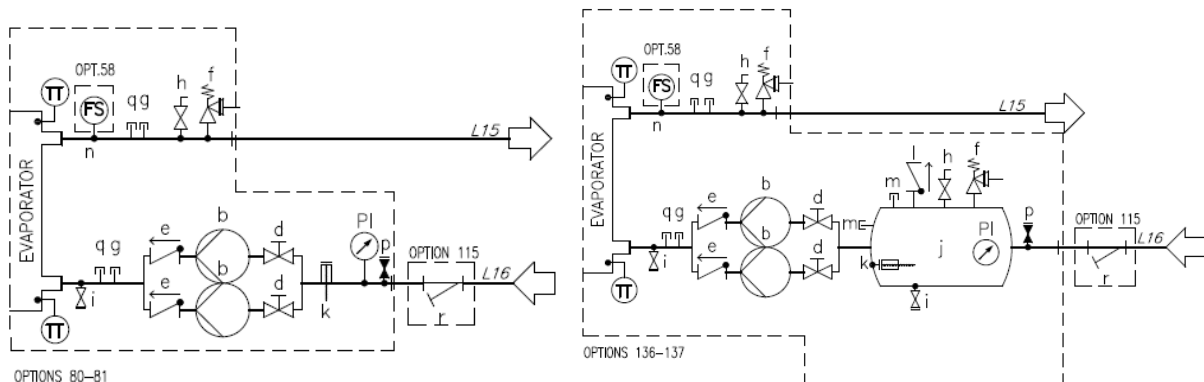 OPT.58
TT
FS
q g
h
f
n
L15
EVAPORATOR
b
d
e
PI
p
OPTION 115
q g
b
i
e
d
k
L16
r
TT
OPTIONS 80-81
OPT.58
TT
FS
q g
h
f
n
L15
EVAPORATOR
l
h
f
m
b
d
e
m
PI
p
OPTION 115
q g
b
j
L16
i
e
d
k
i
r
TT
OPTIONS 136-137